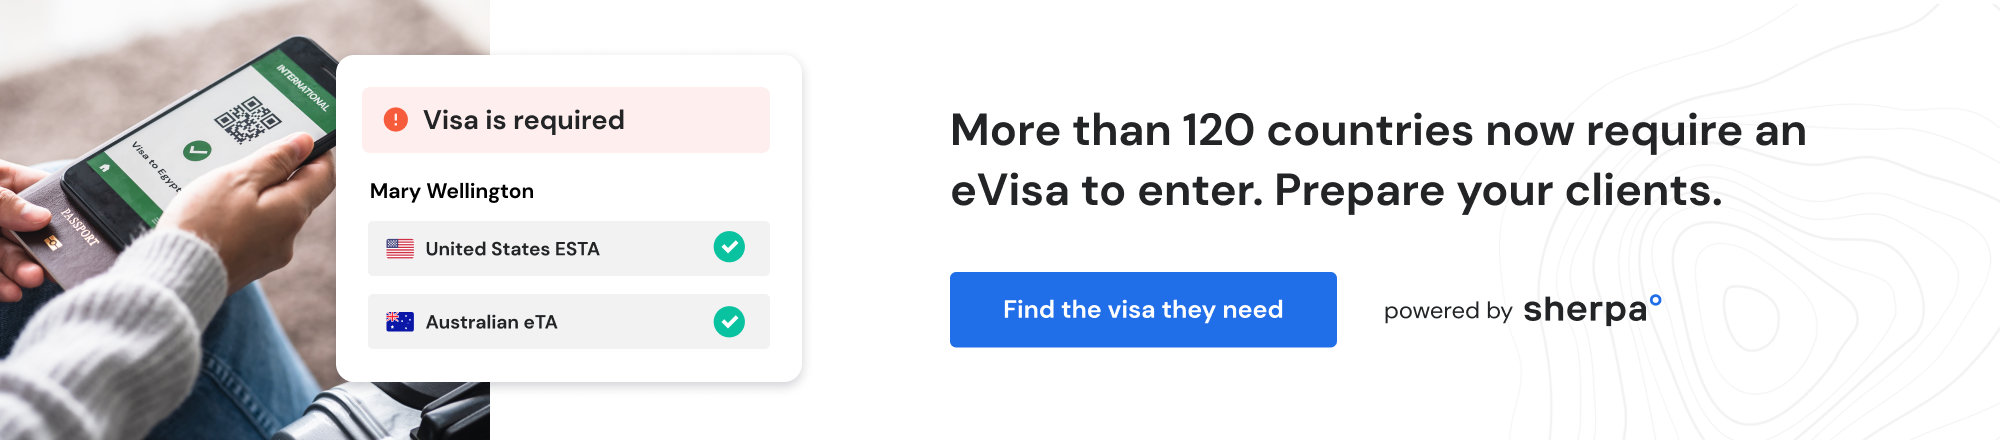 INTERNATIONAL
Visa to Egypt
PASSPORT
Visa is required
Mary Wellington
United States ESTA
Australian eTA
More than 120 countries now require an
eVisa to enter. Prepare your clients.
Find the visa they need
powered by sherpa°